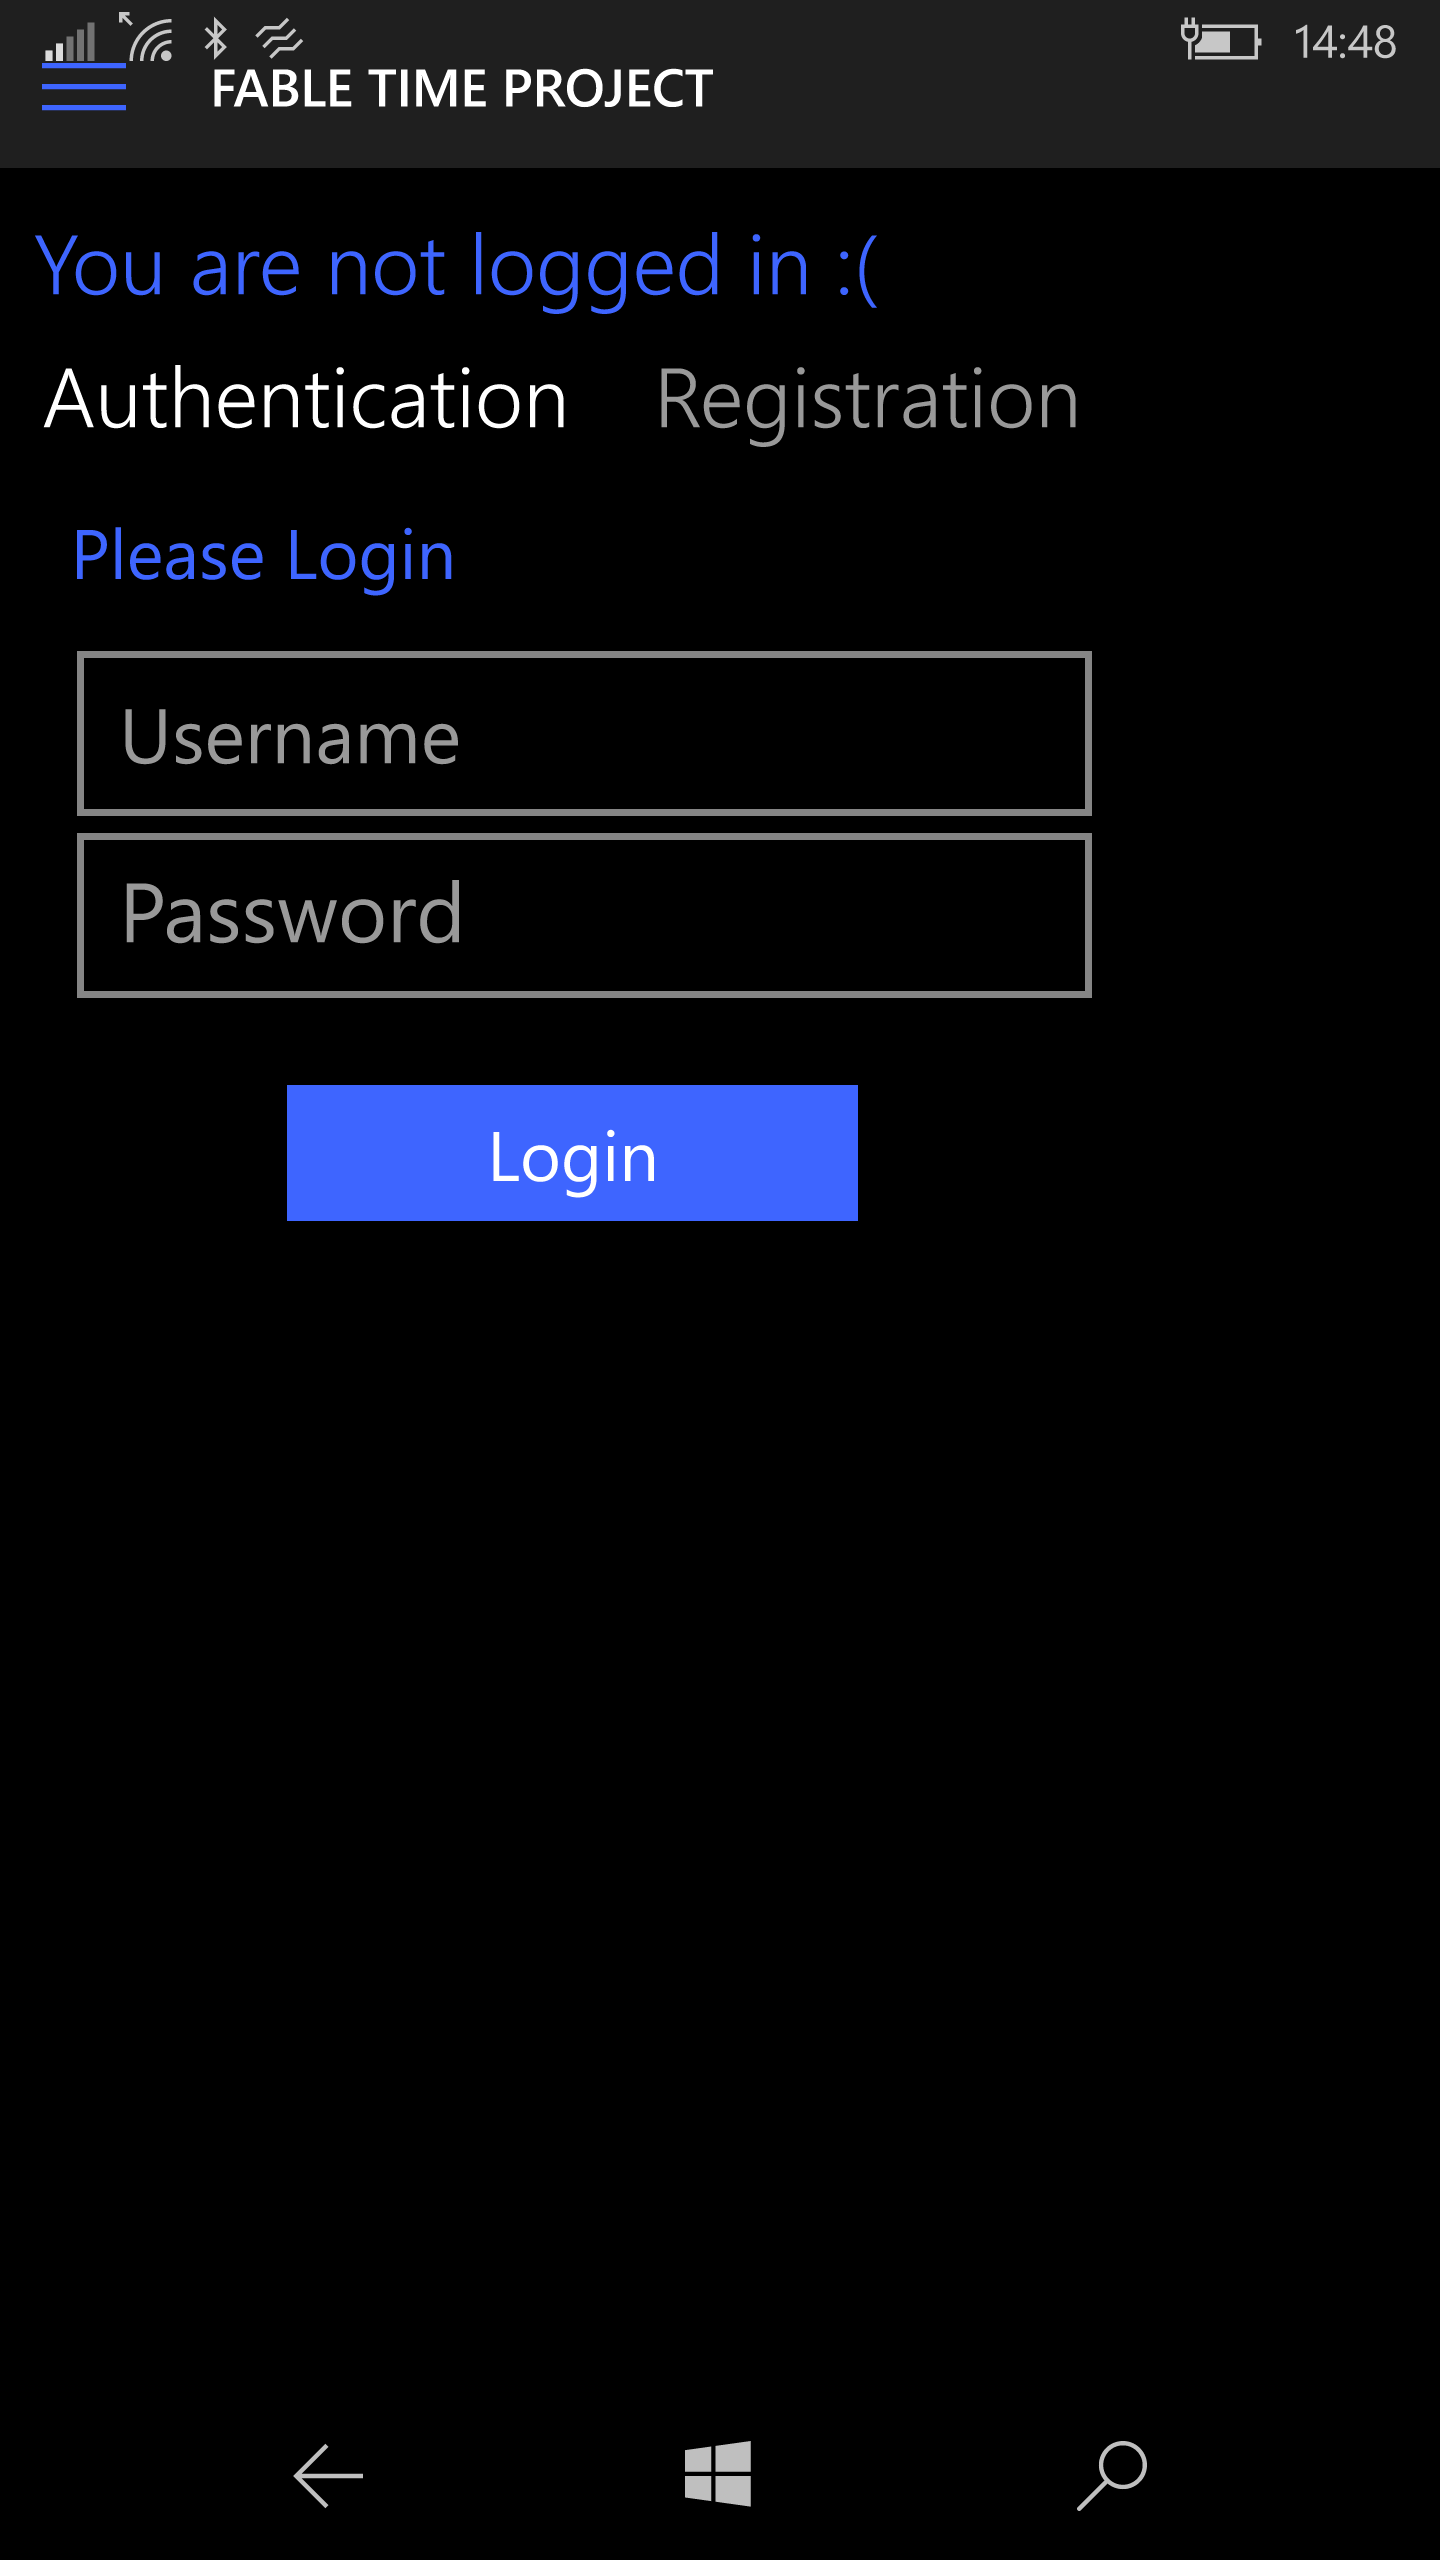 14:48
FABLE TIME PROJECT
You are not logged in :(
Authentication Registration
Please Login
Username
Password
Login